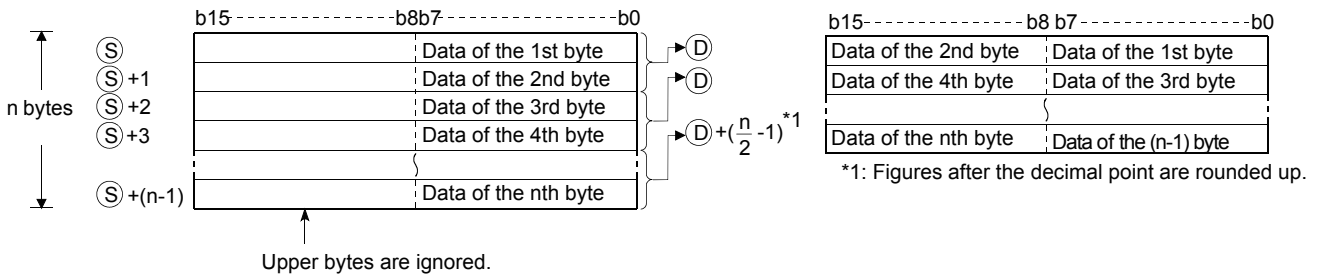 b15 b8b7 b0 b15 b8 b7 b0
Ⓢ Data of the 1st byte Ⓓ Data of the 2nd byte Data of the 1st byte
Ⓢ+1 Data of the 2nd byte Ⓓ Data of the 4th byte Data of the 3rd byte
n bytes Ⓢ+2 Data of the 3rd byte
Ⓢ+3 Data of the 4th byte Ⓓ+(n/2 -1)*1 Data of the nth byte Data of the (n-1) byte
*1: Figures after the decimal point are rounded up.
Ⓢ+(n-1) Data of the nth byte
Upper bytes are ignored.